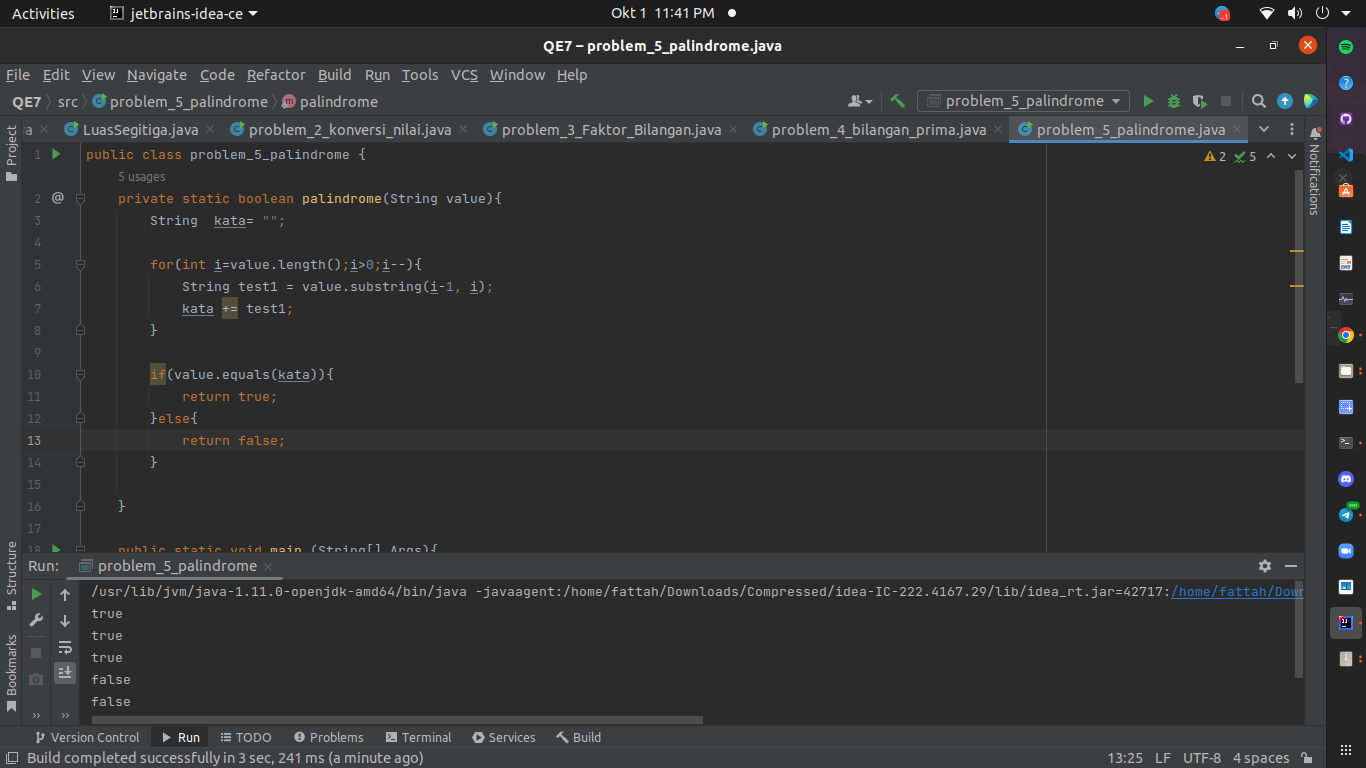 Activities jetbrains-idea-ce Okt 1 11:41 PM
QE7 – problem_5_palindrome.java
File Edit View Navigate Code Refactor Build Run Tools VCS Window Help
QE7 src problem_5_palindrome palindrome problem_5_palindrome
a LuasSegitiga.java problem_2_konversi_nilai.java problem_3_Faktor_Bilangan.java problem_4_bilangan_prima.java problem_5_palindrome.java
Project
Notifications
2 5
1 public class problem_5_palindrome {
5 usages
2 @ private static boolean palindrome(String value){
3 String  kata= "";
4
5 for(int i=value.length();i>0;i--){
6 String test1 = value.substring(i-1, i);
7 kata += test1;
8 }
9
10 if(value.equals(kata)){
11 return true;
12 }else{
13 return false;
14 }
15
16 }
17
18 public static void main (String[] Args){
Structure
Bookmarks
Run: problem_5_palindrome
/usr/lib/jvm/java-1.11.0-openjdk-amd64/bin/java -javaagent:/home/fattah/Downloads/Compressed/idea-IC-222.4167.29/lib/idea_rt.jar=42717:/home/fattah/Dow
true
true
true
false
false
Version Control Run TODO Problems Terminal Services Build
Build completed successfully in 3 sec, 241 ms (a minute ago) 13:25 LF UTF-8 4 spaces